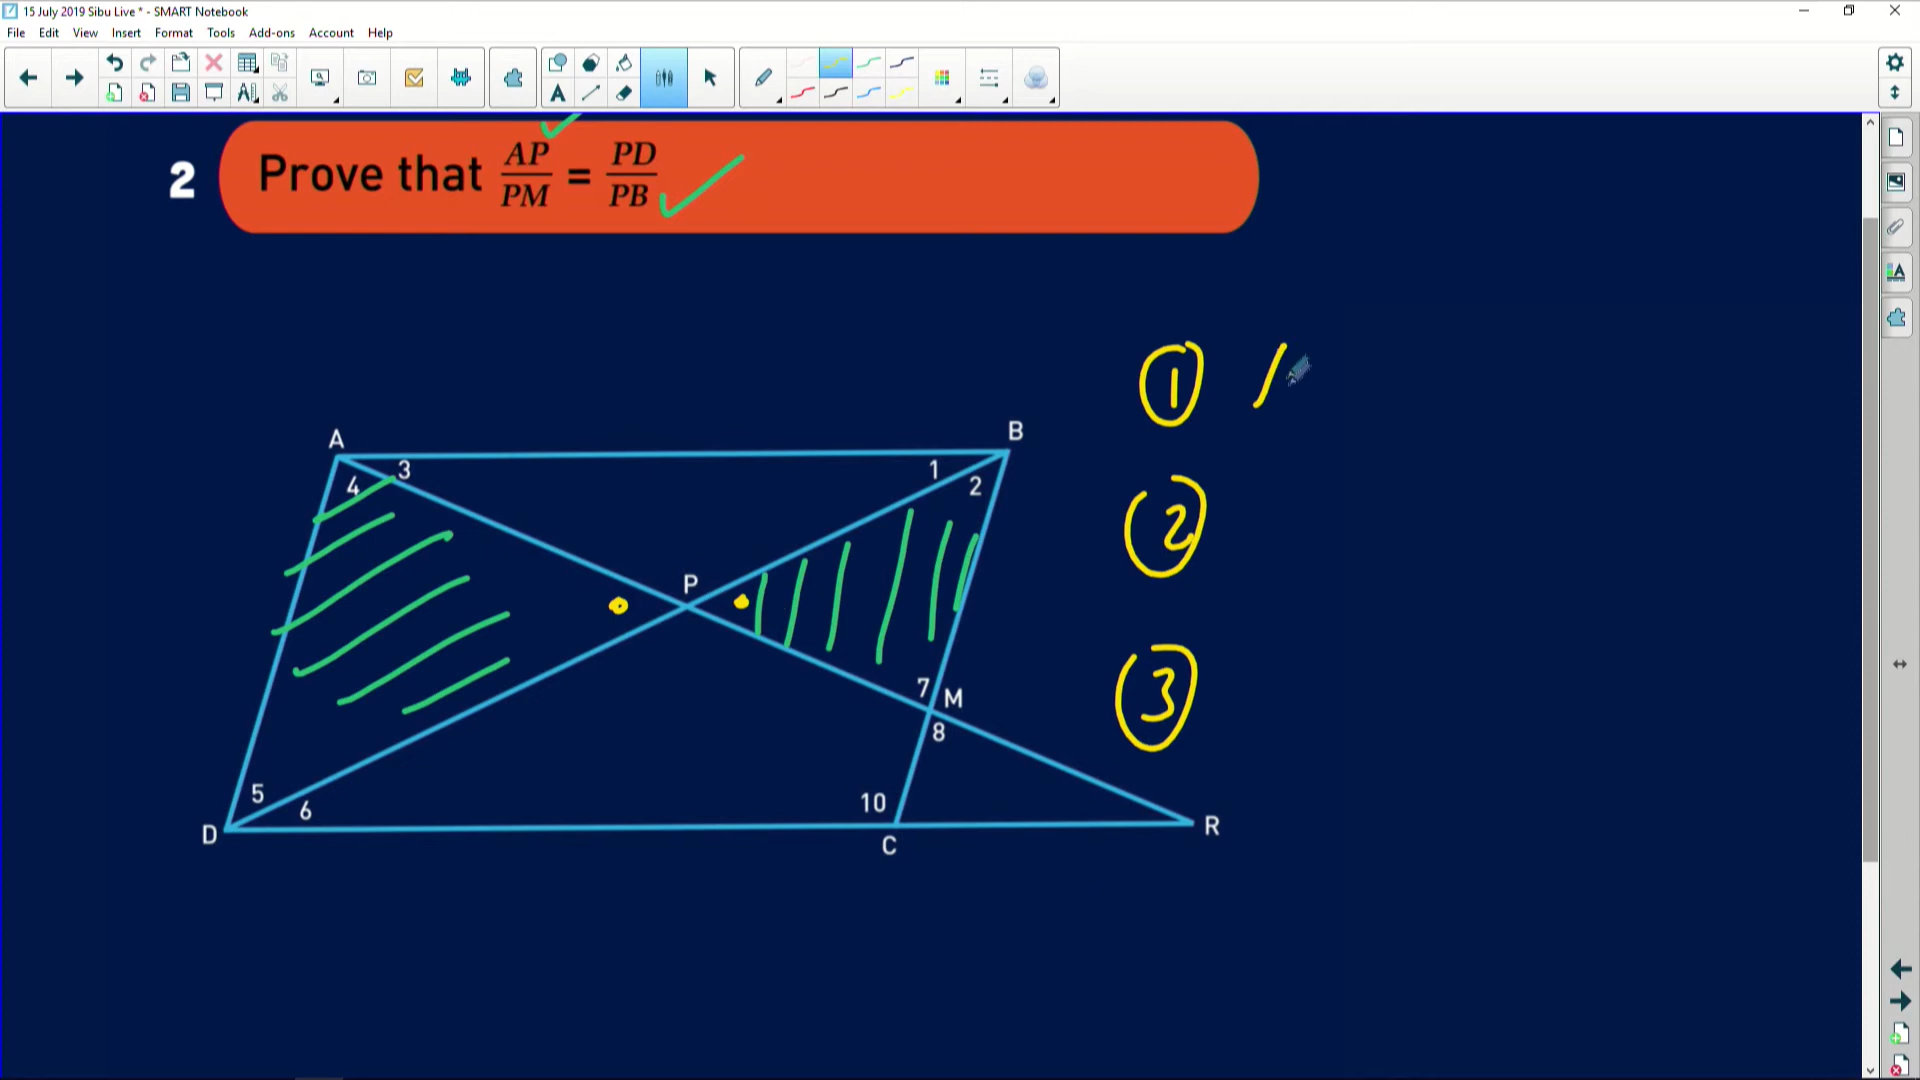 15 July 2019 Sibu Live * - SMART Notebook
File Edit View Insert Format Tools Add-ons Account Help
2 Prove that AP/PM = PD/PB
1
2
3
A
B
3
4
1
2
P
7
M
8
5
6
10
D
C
R